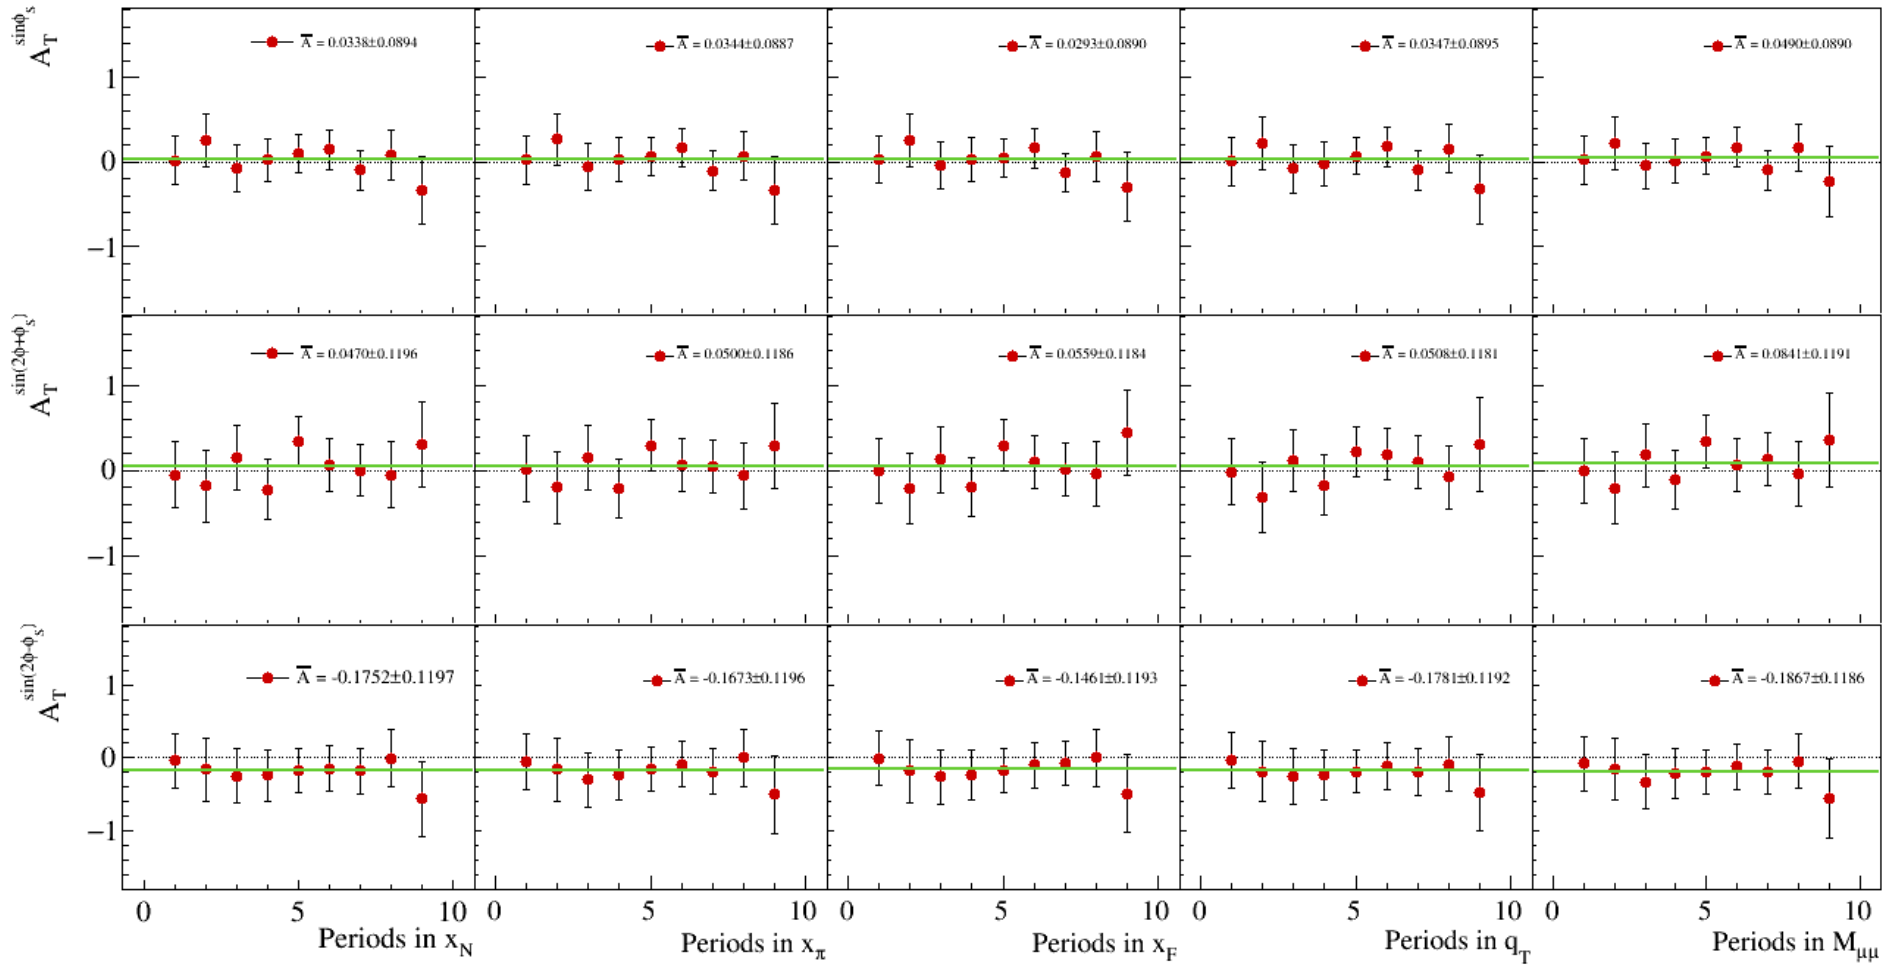 A_T^{sinϕ_s}
A̅ = 0.0338±0.0894
A̅ = 0.0344±0.0887
A̅ = 0.0293±0.0890
A̅ = 0.0347±0.0895
A̅ = 0.0490±0.0890
1
0
−1
A_T^{sin(2ϕ+ϕ_s)}
A̅ = 0.0470±0.1196
A̅ = 0.0500±0.1186
A̅ = 0.0559±0.1184
A̅ = 0.0508±0.1181
A̅ = 0.0841±0.1191
1
0
−1
A_T^{sin(2ϕ-ϕ_s)}
A̅ = -0.1752±0.1197
A̅ = -0.1673±0.1196
A̅ = -0.1461±0.1193
A̅ = -0.1781±0.1192
A̅ = -0.1867±0.1186
1
0
−1
0 5 10 0 5 10 0 5 10 0 5 10 0 5 10
Periods in x_N
Periods in x_π
Periods in x_F
Periods in q_T
Periods in M_{μμ}